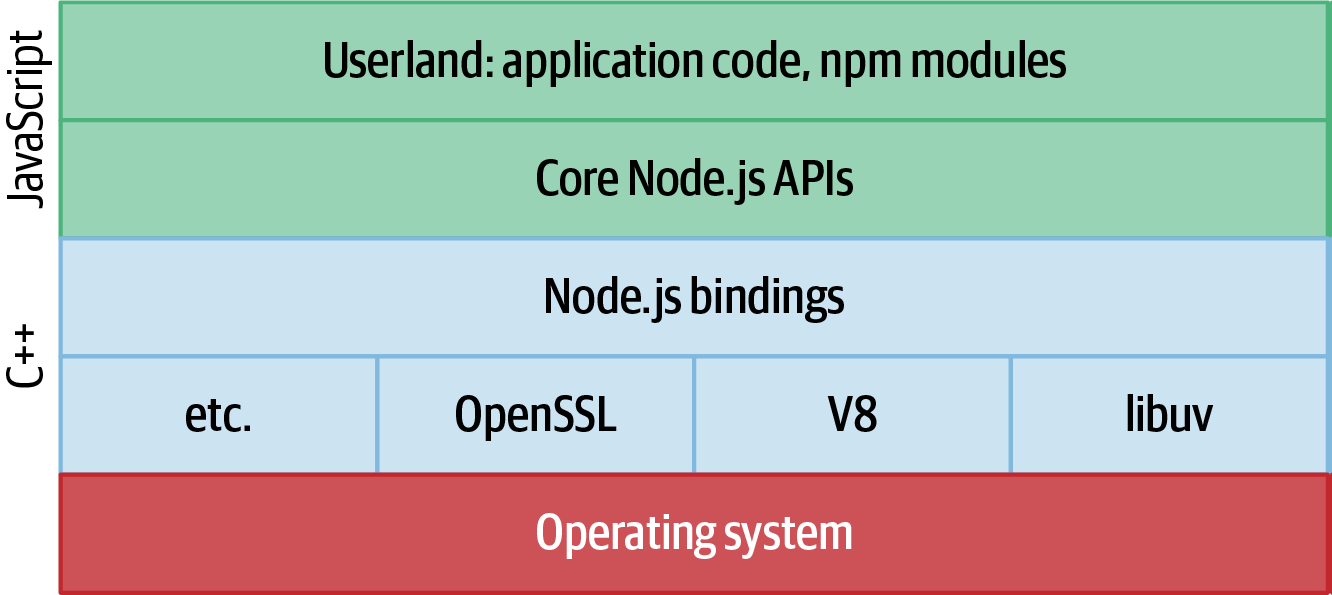 JavaScript
Userland: application code, npm modules
Core Node.js APIs
C++
Node.js bindings
etc.
OpenSSL
V8
libuv
Operating system